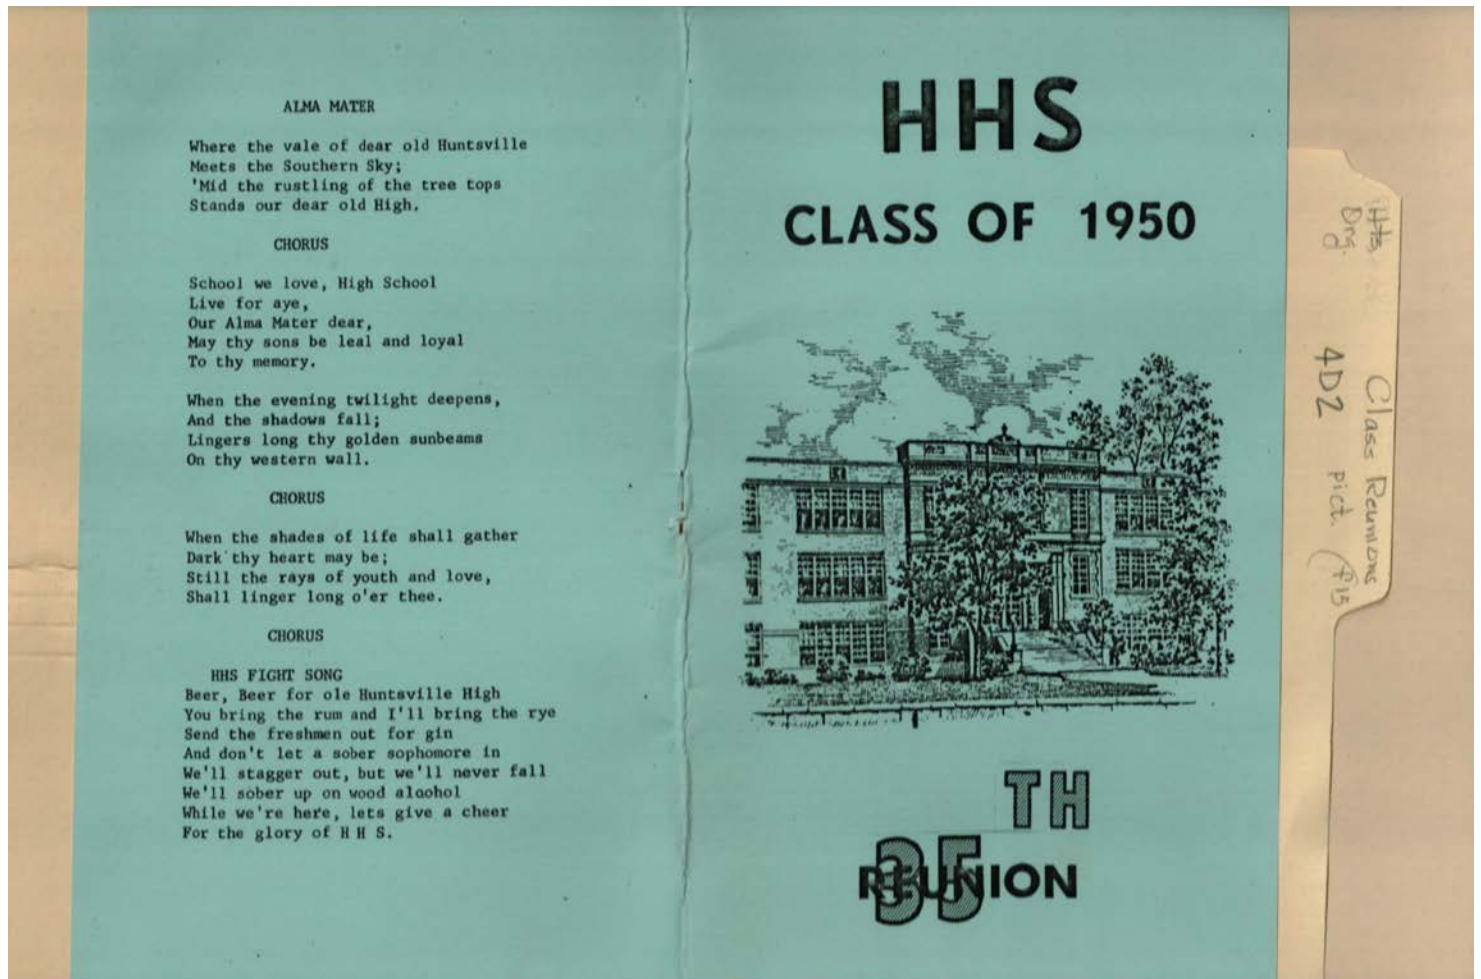 ALMA MATER
Where the vale of dear old Huntsville
Meets the Southern Sky;
'Mid the rustling of the tree tops
Stands our dear old High.
CHORUS
School we love, High School
Live for aye,
Our Alma Mater dear,
May thy sons be leal and loyal
To thy memory.
When the evening twilight deepens,
And the shadows fall;
Lingers long thy golden sunbeams
On thy western wall.
CHORUS
When the shades of life shall gather
Dark thy heart may be;
Still the rays of youth and love,
Shall linger long o'er thee.
CHORUS
HHS FIGHT SONG
Beer, Beer for ole Huntsville High
You bring the rum and I'll bring the rye
Send the freshmen out for gin
And don't let a sober sophomore in
We'll stagger out, but we'll never fall
We'll sober up on wood alcohol
While we're here, lets give a cheer
For the glory of H H S.
HHS
CLASS OF 1950
35TH
REUNION
Class Reunions
Org. 4D2 pict.